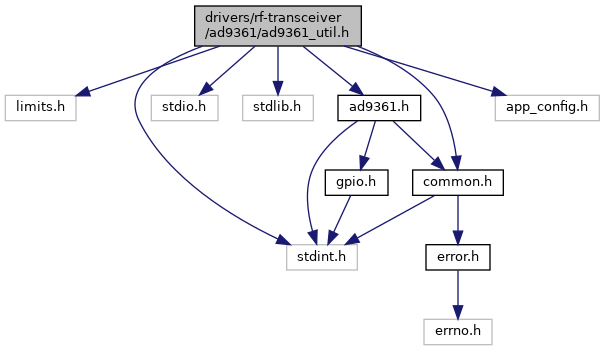 drivers/rf-transceiver
/ad9361/ad9361_util.h
limits.h
stdio.h
stdlib.h
ad9361.h
app_config.h
gpio.h
common.h
stdint.h
error.h
errno.h